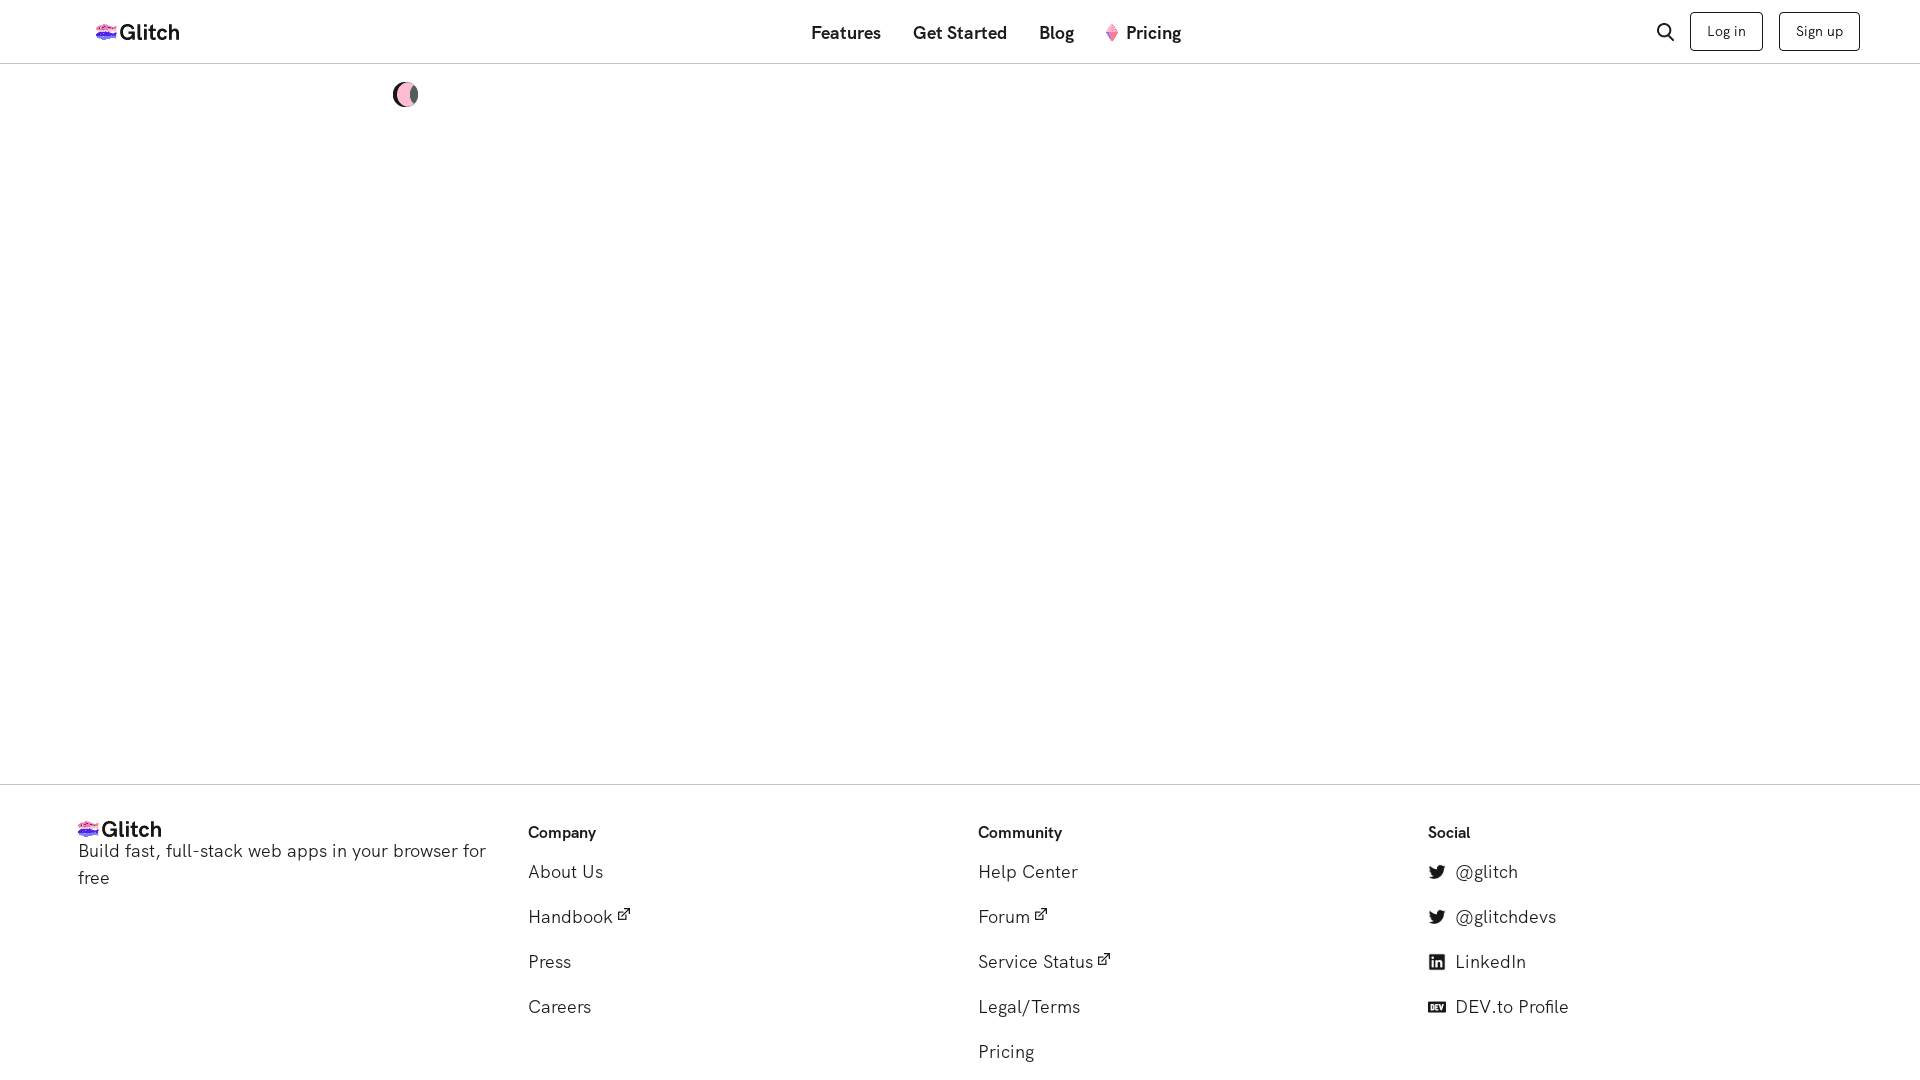 Glitch
Features
Get Started
Blog
Pricing
Log in
Sign up
Glitch
Build fast, full-stack web apps in your browser for
free
Company
About Us
Handbook
Press
Careers
Community
Help Center
Forum
Service Status
Legal/Terms
Pricing
Social
@glitch
@glitchdevs
LinkedIn
DEV.to Profile